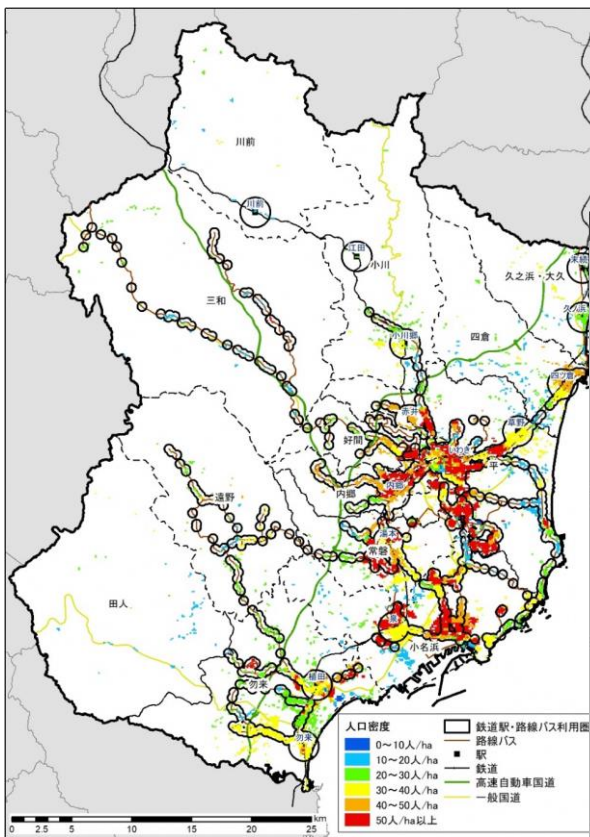 川前
川前
江田
小川
末続
久之浜・大久
久ノ浜
三和
小川郷
四倉
四ツ倉
赤井
草野
好間
いわき
平
内郷
内郷
遠野
湯本
常磐
田人
泉
小名浜
植田
勿来
勿来
人口密度
0～10人/ha
10～20人/ha
20～30人/ha
30～40人/ha
40～50人/ha
50人/ha以上
鉄道駅・路線バス利用圏
路線バス
駅
鉄道
高速自動車国道
一般国道
km
0 2.5 5 10 15 20 25